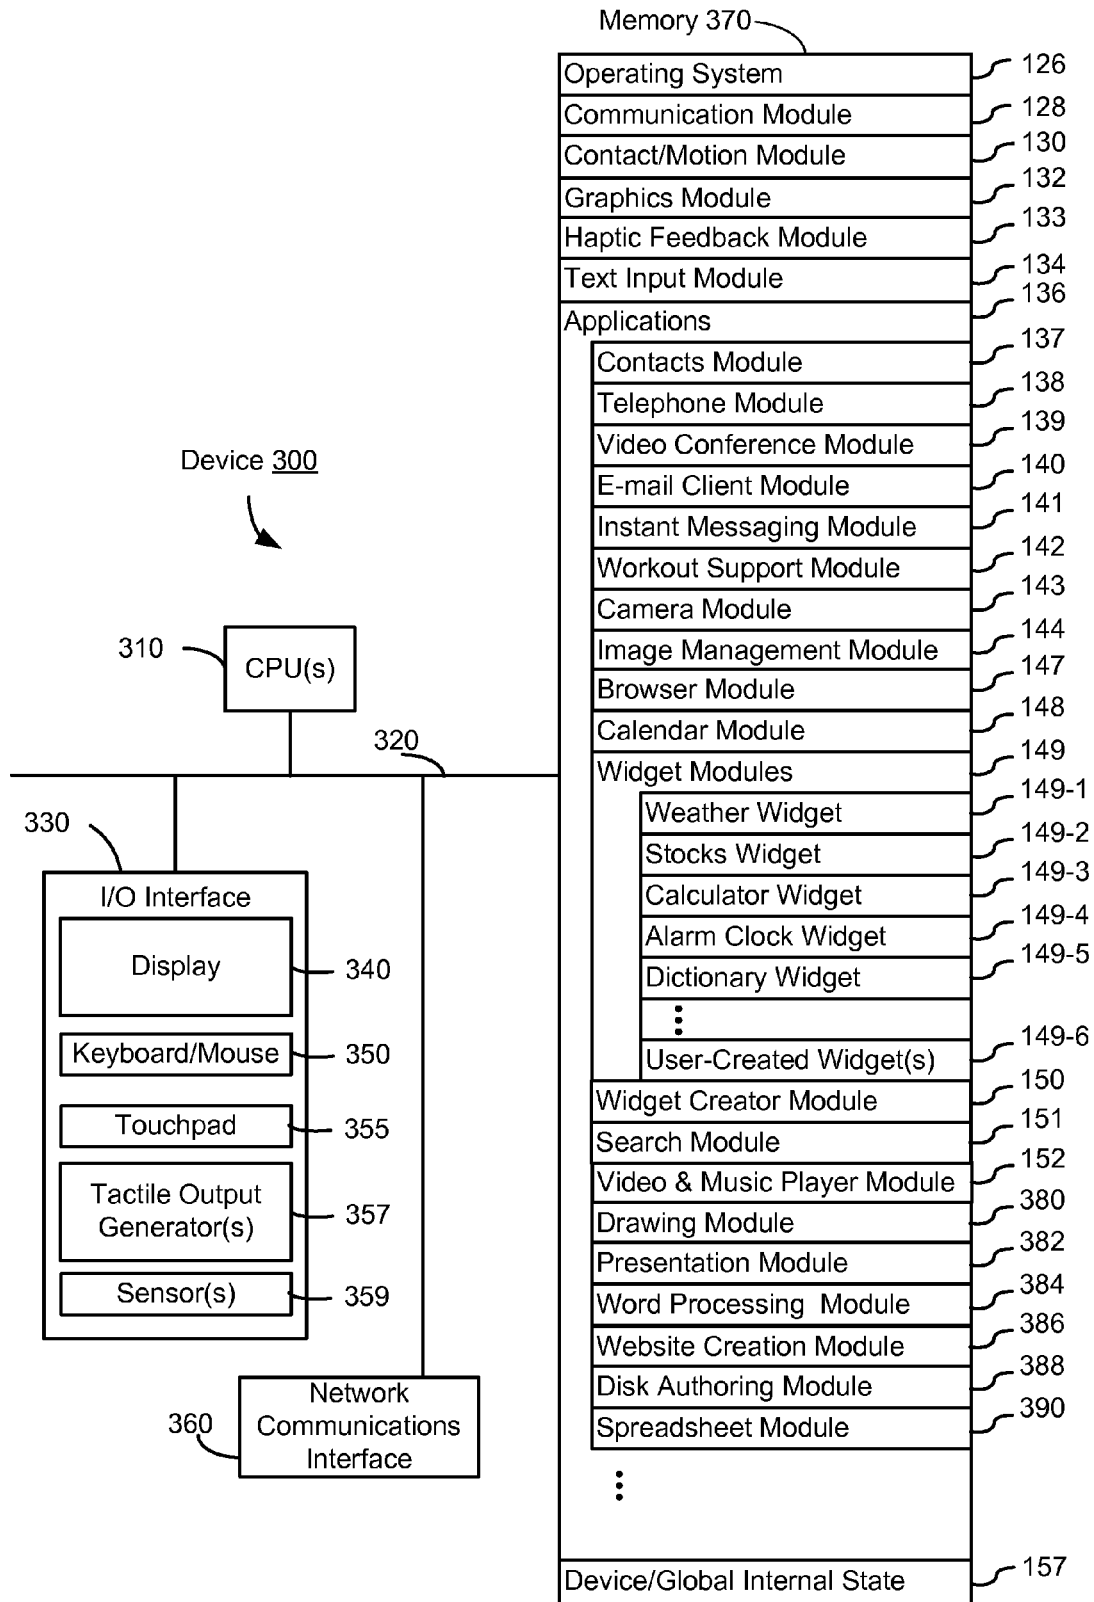 Memory 370
Operating System 126
Communication Module 128
Contact/Motion Module 130
Graphics Module 132
Haptic Feedback Module 133
Text Input Module 134
Applications 136
Contacts Module 137
Telephone Module 138
Video Conference Module 139
E-mail Client Module 140
Instant Messaging Module 141
Workout Support Module 142
Camera Module 143
Image Management Module 144
Browser Module 147
Calendar Module 148
Widget Modules 149
Weather Widget 149-1
Stocks Widget 149-2
Calculator Widget 149-3
Alarm Clock Widget 149-4
Dictionary Widget 149-5
User-Created Widget(s) 149-6
Widget Creator Module 150
Search Module 151
Video & Music Player Module 152
Drawing Module 380
Presentation Module 382
Word Processing Module 384
Website Creation Module 386
Disk Authoring Module 388
Spreadsheet Module 390
Device/Global Internal State 157
Device 300
310
CPU(s)
320
330
I/O Interface
Display 340
Keyboard/Mouse 350
Touchpad 355
Tactile Output
Generator(s) 357
Sensor(s) 359
360
Network
Communications
Interface